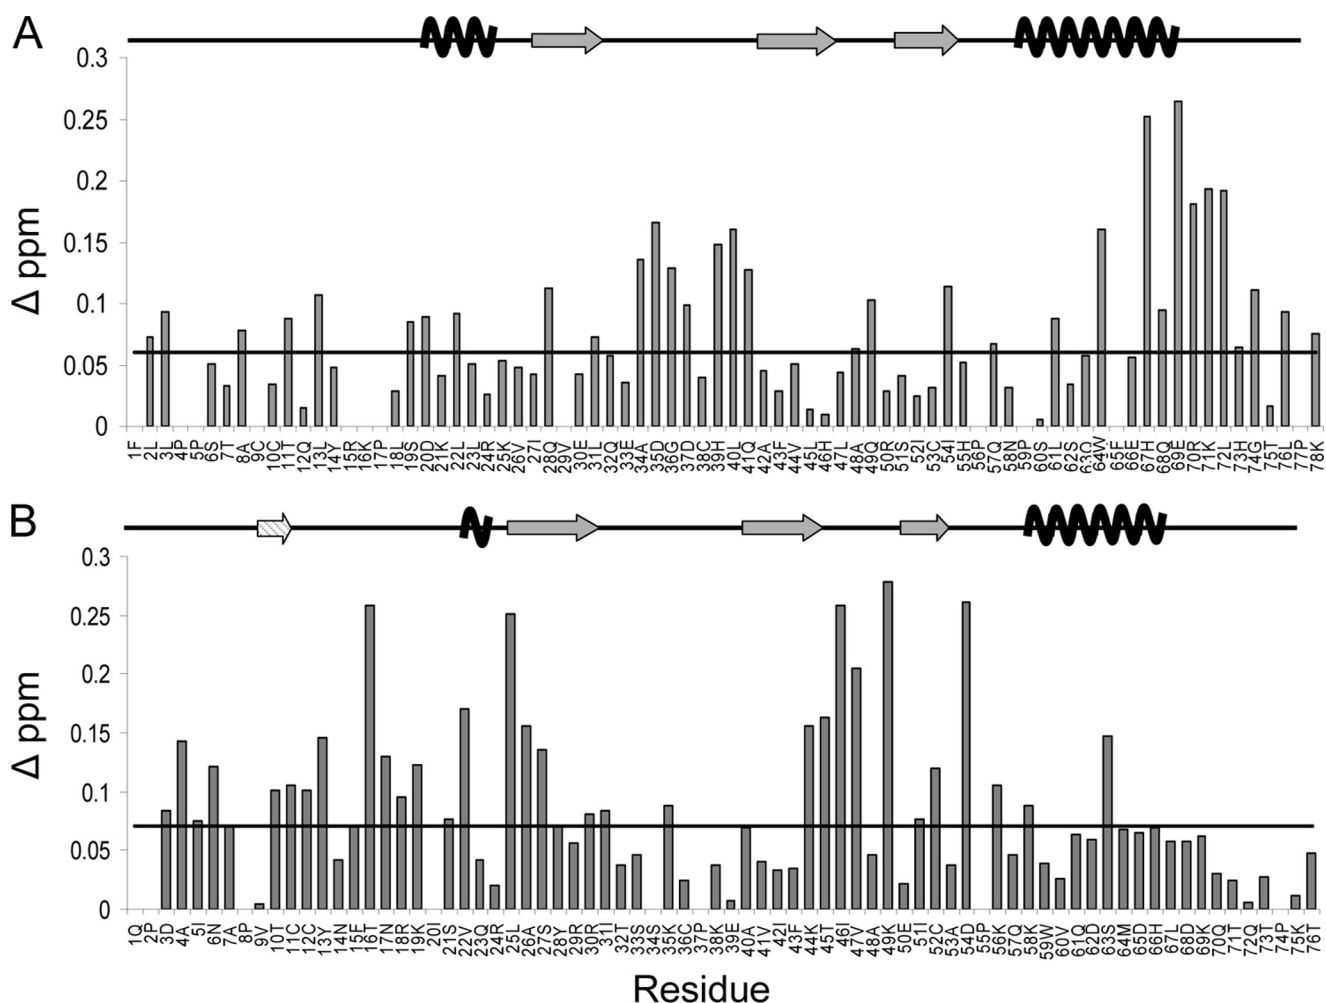 A
0.3
0.25
0.2
0.15
0.1
0.05
0
Δ ppm
1F 2L 3L 4P 5P 6S 7T 8A 9C 10C 11T 12Q 13L 14Y 15R 16K 17P 18L 19S 20D 21K 22L 23L 24R 25K 26V 27I 28Q 29V 30E 31L 32Q 33E 34A 35D 36G 37D 38C 39H 40L 41Q 42A 43F 44V 45L 46H 47L 48A 49Q 50R 51S 52I 53C 54I 55H 56P 57Q 58N 59P 60S 61L 62S 63Q 64W 65F 66E 67H 68Q 69E 70R 71K 72L 73H 74G 75T 76L 77P 78K
B
0.3
0.25
0.2
0.15
0.1
0.05
0
Δ ppm
1Q 2P 3D 4A 5I 6N 7A 8P 9V 10T 11C 12C 13Y 14N 15F 16T 17N 18R 19K 20I 21S 22V 23Q 24R 25L 26A 27S 28Y 29R 30R 31I 32T 33S 34S 35K 36C 37P 38K 39E 40A 41V 42I 43F 44K 45T 46I 47V 48A 49K 50E 51I 52C 53A 54D 55P 56K 57Q 58K 59W 60V 61Q 62D 63S 64M 65D 66H 67L 68D 69K 70Q 71T 72Q 73T 74P 75K 76T
Residue